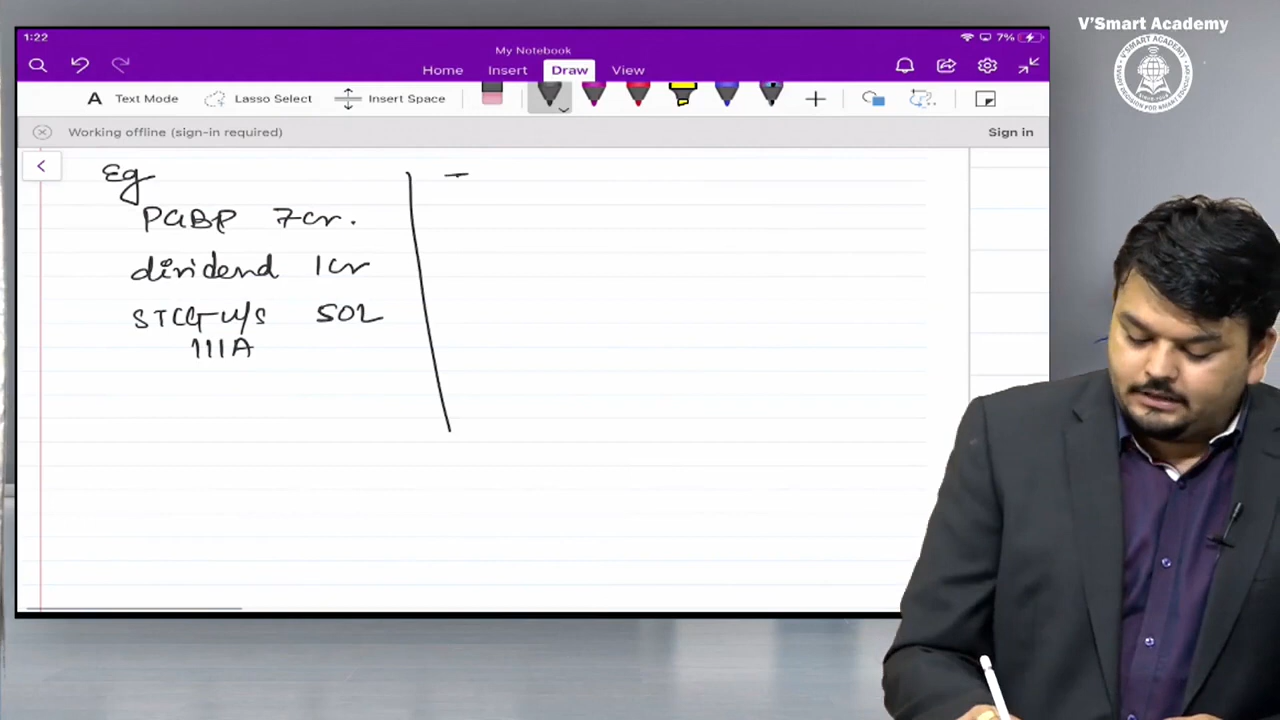 V'Smart Academy
1:22
7%
My Notebook
Home Insert Draw View
Text Mode Lasso Select Insert Space
Working offline (sign-in required) Sign in
Eg
PGBP 7cr.
dividend 1cr
STCG u/s 50L
111A